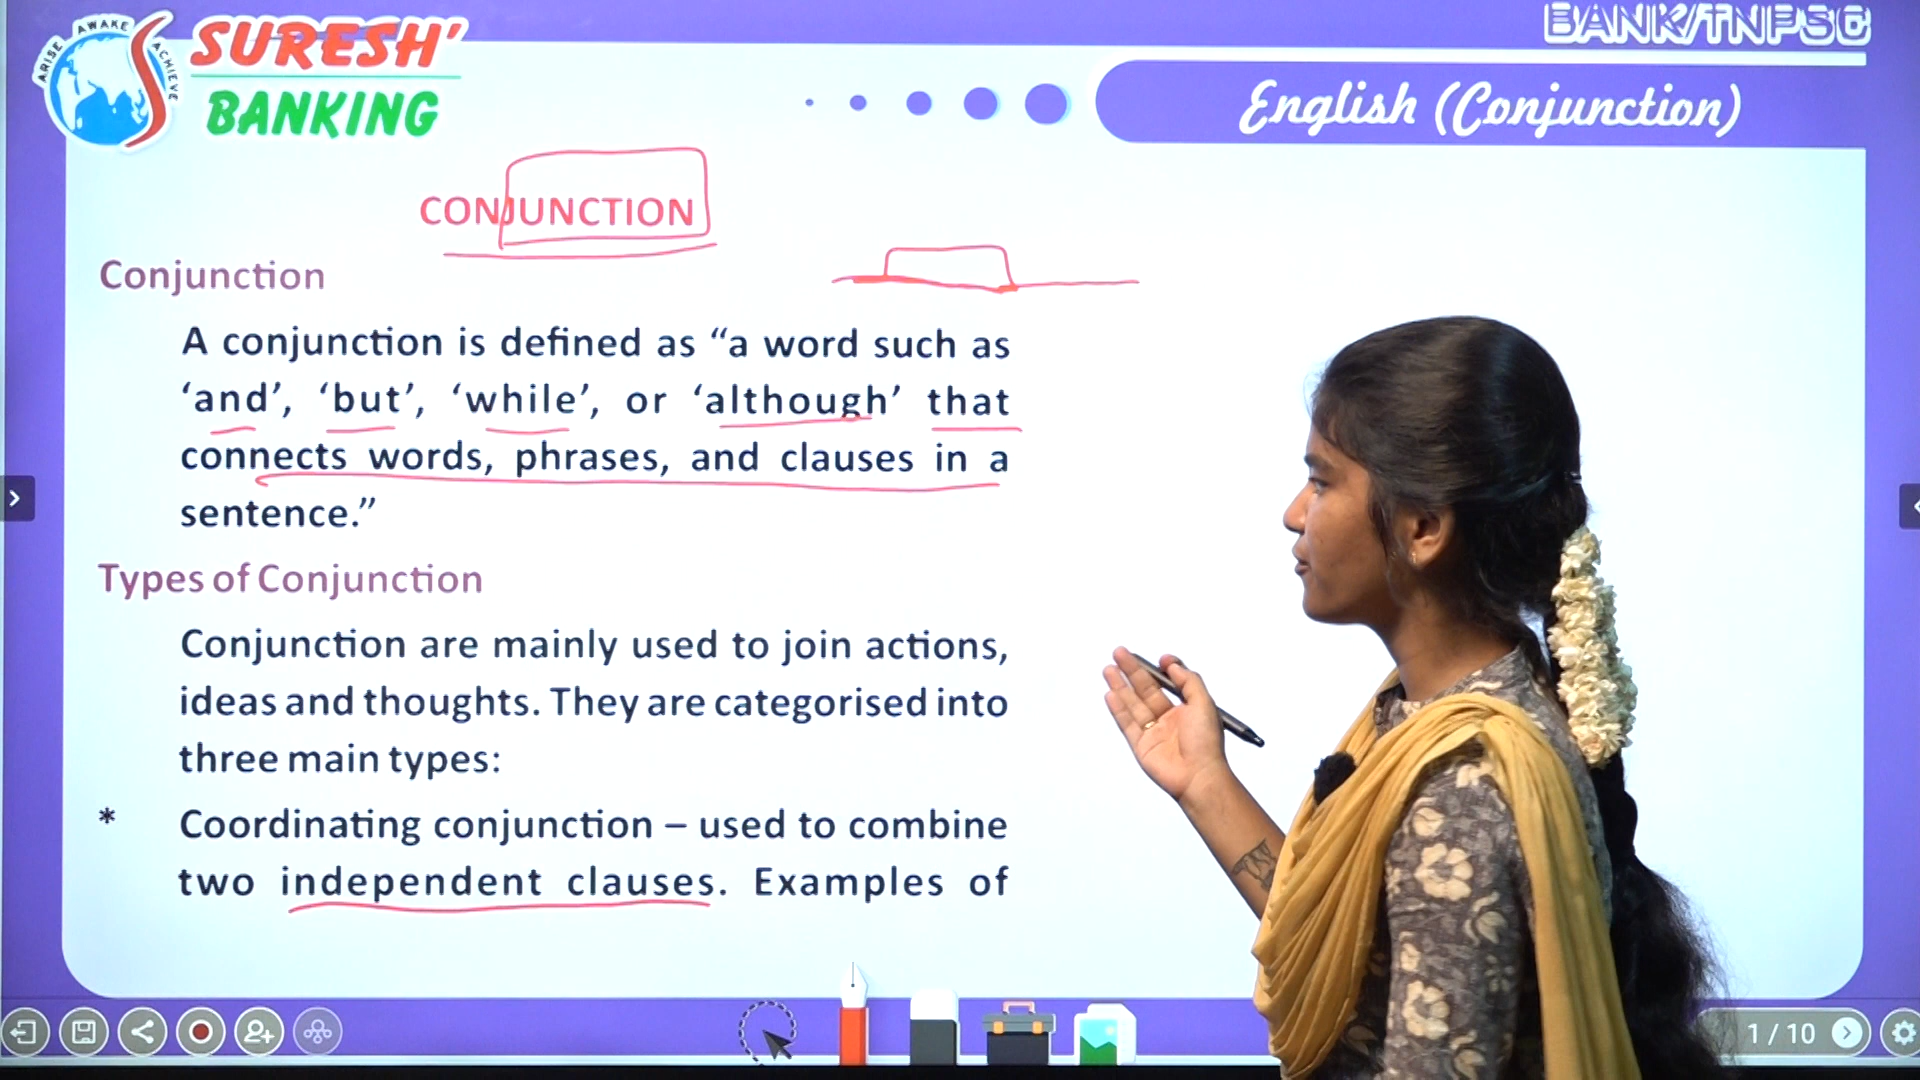 ARISE AWAKE ACHIEVE
SURESH'
BANKING
BANK/TNPSC
English (Conjunction)
CONJUNCTION
Conjunction
A conjunction is defined as “a word such as
‘and’, ‘but’, ‘while’, or ‘although’ that
connects words, phrases, and clauses in a
sentence.”
Types of Conjunction
Conjunction are mainly used to join actions,
ideas and thoughts. They are categorised into
three main types:
* Coordinating conjunction – used to combine
two independent clauses. Examples of
1 / 10